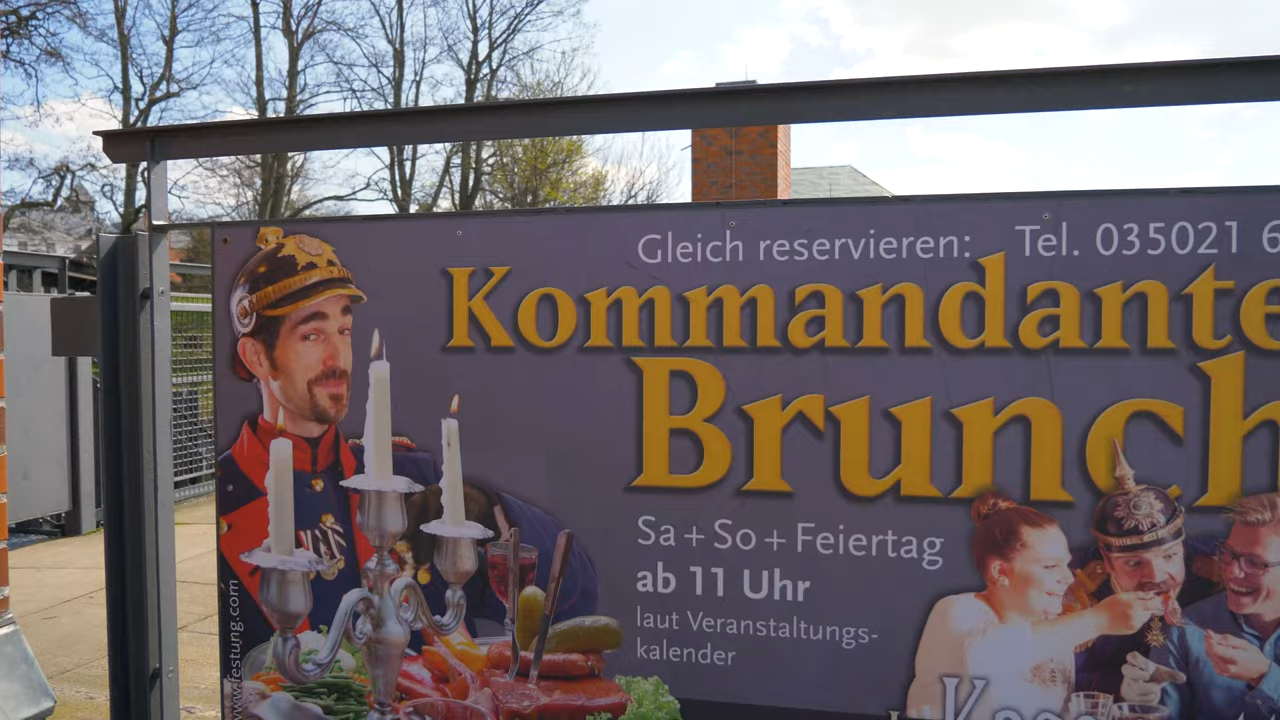 Gleich reservieren: Tel. 035021 6
Kommandante
Brunch
Sa + So + Feiertag
ab 11 Uhr
laut Veranstaltungs-
kalender
www.festung.com